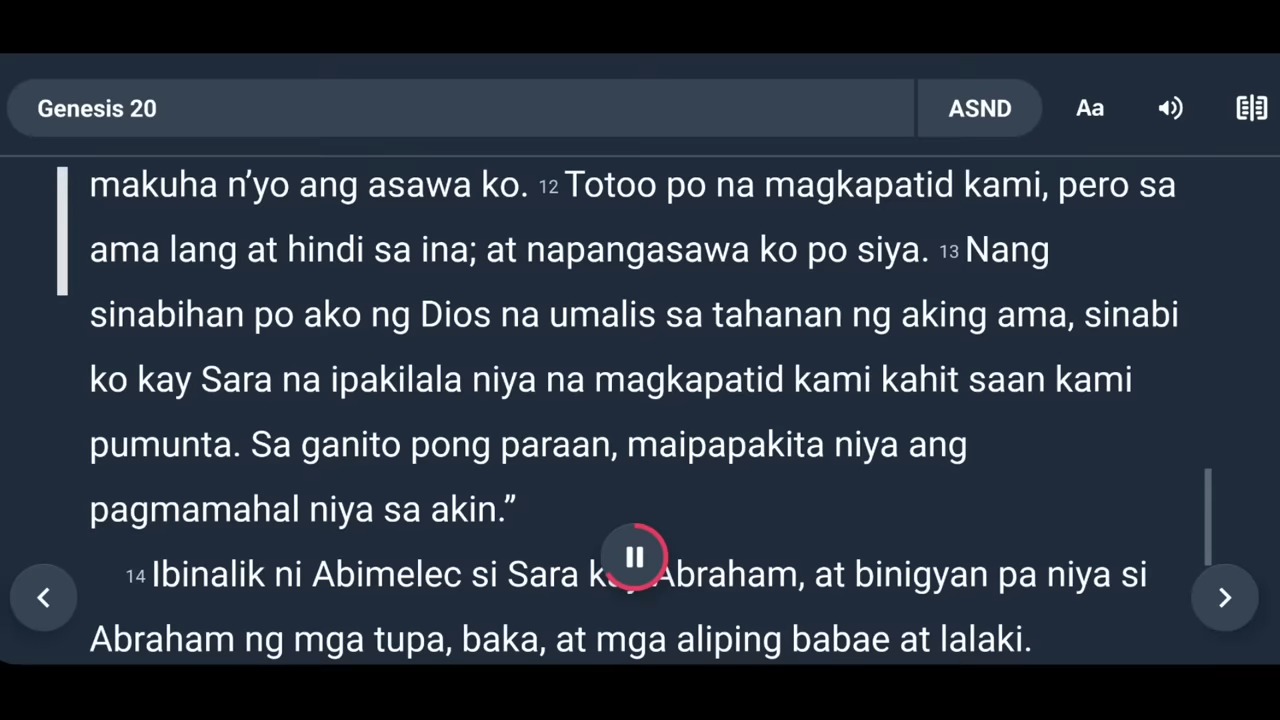 Genesis 20
ASND
Aa
makuha n’yo ang asawa ko. 12 Totoo po na magkapatid kami, pero sa
ama lang at hindi sa ina; at napangasawa ko po siya. 13 Nang
sinabihan po ako ng Dios na umalis sa tahanan ng aking ama, sinabi
ko kay Sara na ipakilala niya na magkapatid kami kahit saan kami
pumunta. Sa ganito pong paraan, maipapakita niya ang
pagmamahal niya sa akin.”
14 Ibinalik ni Abimelec si Sara Abraham, at binigyan pa niya si
Abraham ng mga tupa, baka, at mga aliping babae at lalaki.